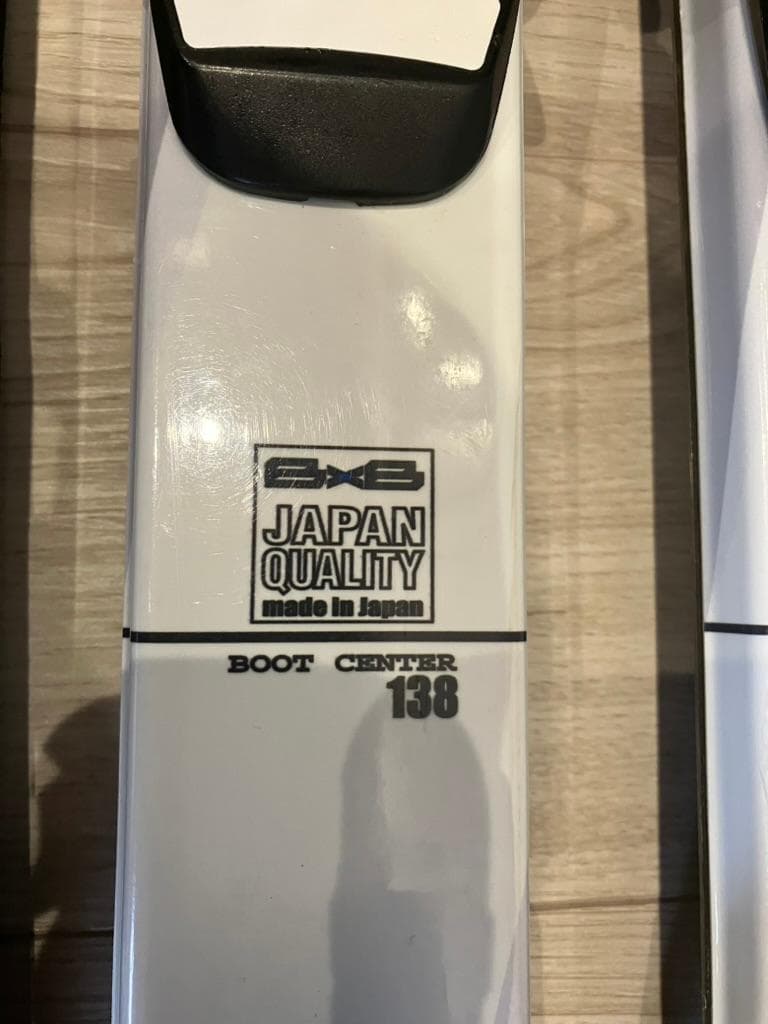 JAPAN
QUALITY
made in Japan
BOOT CENTER
138